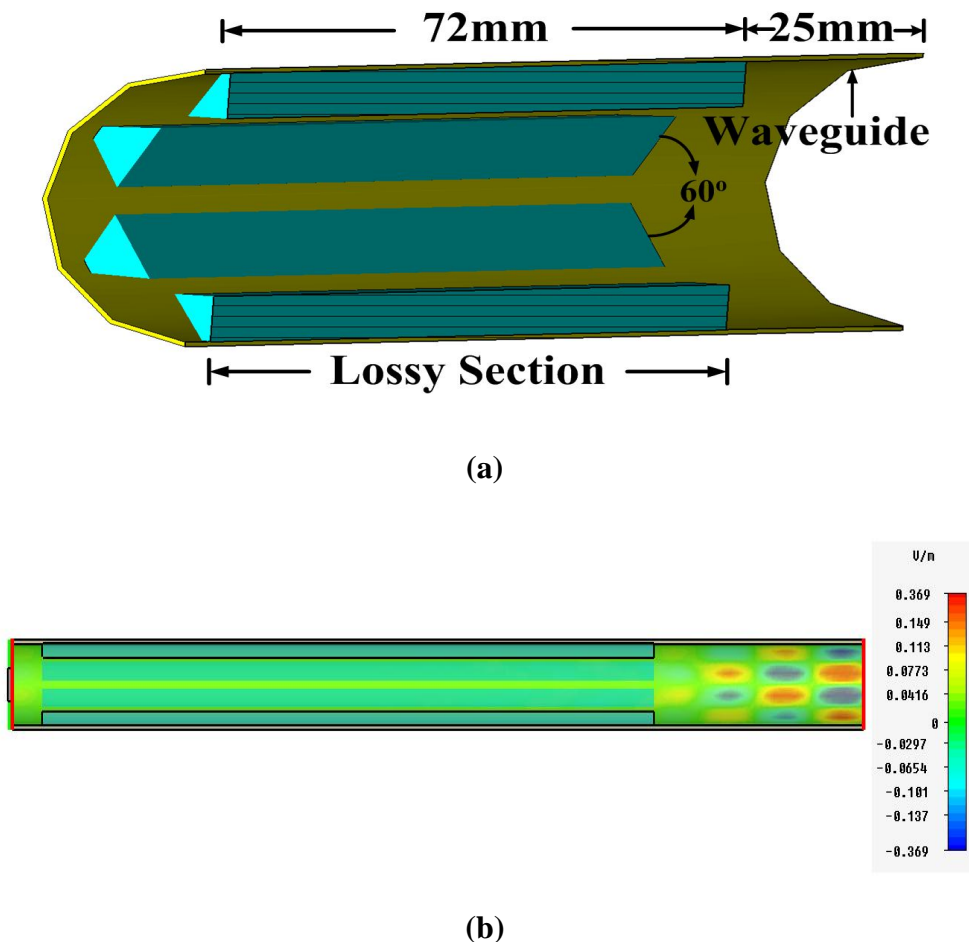 72mm
25mm
Waveguide
60°
Lossy Section
(a)
V/m
0.369
0.149
0.113
0.0773
0.0416
0
-0.0297
-0.0654
-0.101
-0.137
-0.369
(b)